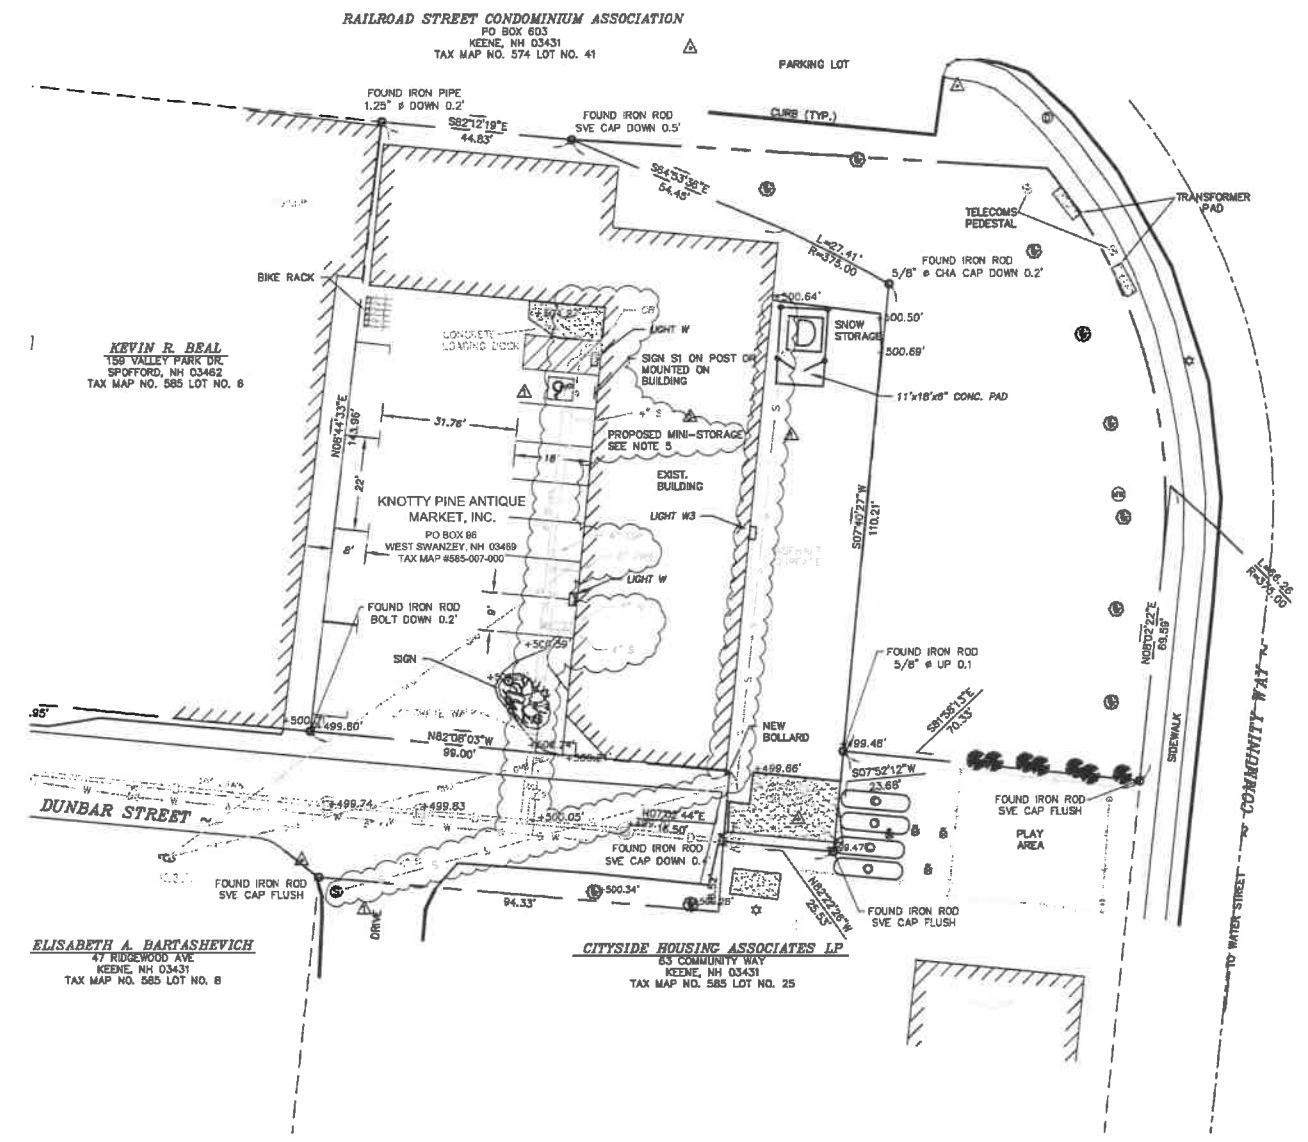 RAILROAD STREET CONDOMINIUM ASSOCIATION
PO BOX 603
KEENE, NH 03431
TAX MAP NO. 574 LOT NO. 41
PARKING LOT
FOUND IRON PIPE
1.25" ø DOWN 0.2'
S82°12'19"E
44.83'
FOUND IRON ROD
SVE CAP DOWN 0.5'
CURB (TYP.)
S64°53'36"E
54.45'
TELECOMS
PEDESTAL
TRANSFORMER
PAD
L=27.41'
R=375.00
FOUND IRON ROD
5/8" ø CHA CAP DOWN 0.2'
BIKE RACK
+500.64'
SNOW
STORAGE
500.50'
500.69'
CONCRETE
LOADING DOCK
LIGHT W
SIGN S1 ON POST OR
MOUNTED ON
BUILDING
11'x18'x6" CONC. PAD
KEVIN R. BEAL
159 VALLEY PARK DR.
SPOFFORD, NH 03462
TAX MAP NO. 585 LOT NO. 6
N08°44'33"E
143.96'
31.76'
4" S
S
PROPOSED MINI-STORAGE
SEE NOTE 5
18'
22'
EXIST.
BUILDING
KNOTTY PINE ANTIQUE
MARKET, INC.
PO BOX 96
WEST SWANZEY, NH 03469
TAX MAP #585-007-000
LIGHT W3
S07°40'27"W
110.21'
8'
LIGHT W
9'
L=66.26
R=375.00
FOUND IRON ROD
BOLT DOWN 0.2'
N08°02'22"E
69.59'
4" S
SIGN
FOUND IRON ROD
5/8" ø UP 0.1
S81°58'13"E
70.33'
.95'
499.80'
N82°08'03"W
99.00'
NEW
BOLLARD
499.46'
+499.66'
S07°52'12"W
23.66'
SIDEWALK
COMMUNITY WAY ~
DUNBAR STREET ~
+499.74
+499.83
+500.05'
N07°02'44"E
16.50'
FOUND IRON ROD
SVE CAP FLUSH
PLAY
AREA
FOUND IRON ROD
SVE CAP DOWN 0.4'
FOUND IRON ROD
SVE CAP FLUSH
S
94.33'
500.34'
N82°22'26"W
25.53'
FOUND IRON ROD
SVE CAP FLUSH
DRIVE
TO WATER STREET
ELISABETH A. BARTASHEVICH
47 RIDGEWOOD AVE
KEENE, NH 03431
TAX MAP NO. 585 LOT NO. 8
CITYSIDE HOUSING ASSOCIATES LP
63 COMMUNITY WAY
KEENE, NH 03431
TAX MAP NO. 585 LOT NO. 25